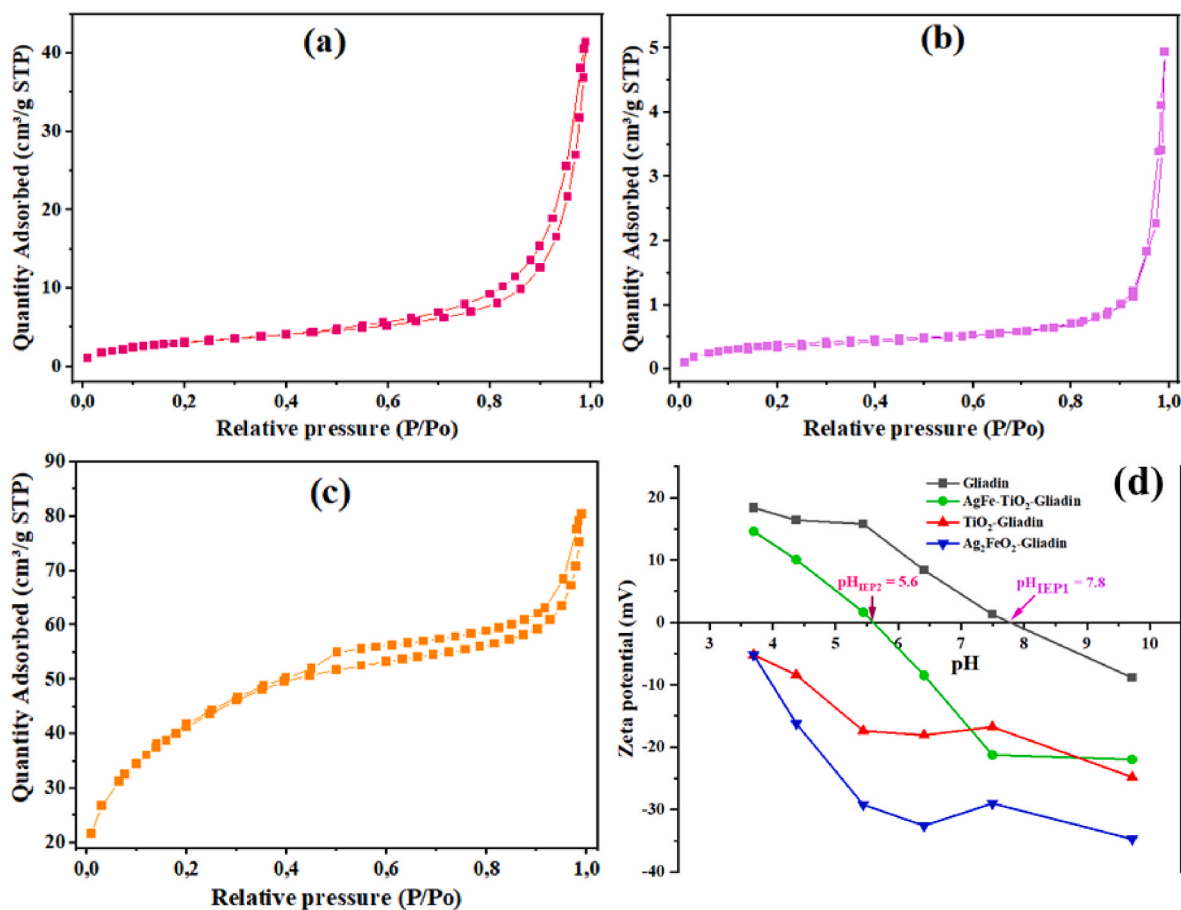 (a)
Quantity Adsorbed (cm³/g STP)
40
30
20
10
0
0,0 0,2 0,4 0,6 0,8 1,0
Relative pressure (P/Po)
(b)
Quantity Adsorbed (cm³/g STP)
5
4
3
2
1
0
0,0 0,2 0,4 0,6 0,8 1,0
Relative pressure (P/Po)
(c)
Quantity Adsorbed (cm³/g STP)
90
80
70
60
50
40
30
20
0,0 0,2 0,4 0,6 0,8 1,0
Relative pressure (P/Po)
(d)
Gliadin
AgFe-TiO₂-Gliadin
TiO₂-Gliadin
Ag₂FeO₂-Gliadin
pH_IEP2 = 5.6
pH_IEP1 = 7.8
Zeta potential (mV)
20
10
0
-10
-20
-30
-40
3 4 5 6 7 8 9 10
pH